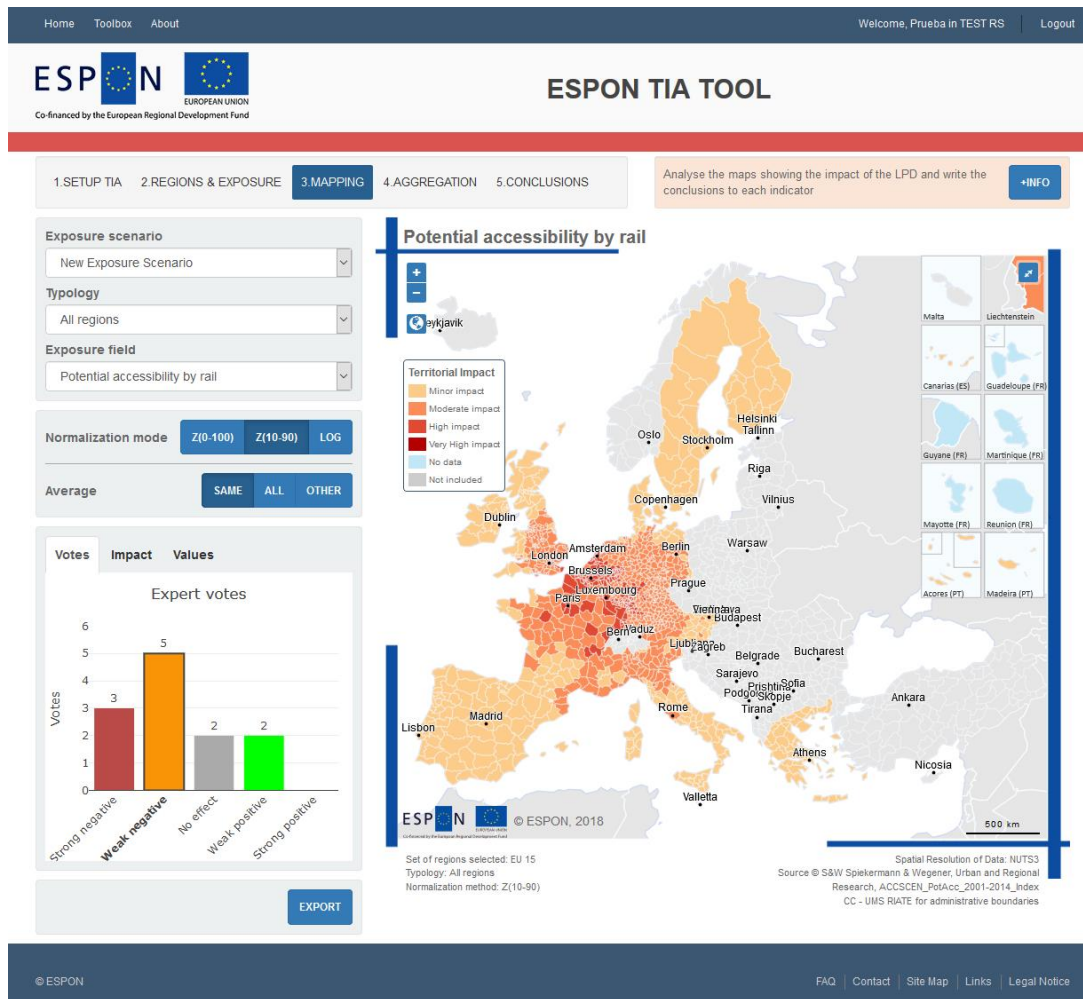 Home Toolbox About Welcome, Prueba in TEST RS Logout
ESPON
EUROPEAN UNION
Co-financed by the European Regional Development Fund
ESPON TIA TOOL
1.SETUP TIA 2.REGIONS & EXPOSURE 3.MAPPING 4.AGGREGATION 5.CONCLUSIONS
Analyse the maps showing the impact of the LPD and write the
conclusions to each indicator
+INFO
Exposure scenario
New Exposure Scenario
Typology
All regions
Exposure field
Potential accessibility by rail
Normalization mode Z(0-100) Z(10-90) LOG
Average SAME ALL OTHER
Votes Impact Values
Expert votes
Votes
6
5
4
3
2
1
0
3
5
2
2
Strong negative
Weak negative
No effect
Weak positive
Strong positive
EXPORT
Potential accessibility by rail
+
−
eykjavik
Territorial Impact
Minor impact
Moderate impact
High impact
Very High impact
No data
Not included
Malta Liechtenstein
Canarias (ES) Guadeloupe (FR)
Guyane (FR) Martinique (FR)
Mayotte (FR) Reunion (FR)
Acores (PT) Madeira (PT)
Helsinki
Tallinn
Oslo
Stockholm
Riga
Copenhagen
Vilnius
Dublin
Warsaw
Amsterdam
Berlin
London
Brussels
Prague
Luxembourg
Paris
Budapest
Bern
Vaduz
Zagreb
Belgrade
Bucharest
Sarajevo
Sofia
Prishtina
Skopje
Tirana
Ankara
Rome
Madrid
Lisbon
Athens
Nicosia
Valletta
ESPON © ESPON, 2018
500 km
Set of regions selected: EU 15
Typology: All regions
Normalization method: Z(10-90)
Spatial Resolution of Data: NUTS3
Source © S&W Spiekermann & Wegener, Urban and Regional
Research, ACCSCEN_PotAcc_2001-2014_Index
CC - UMS RIATE for administrative boundaries
© ESPON
FAQ | Contact | Site Map | Links | Legal Notice